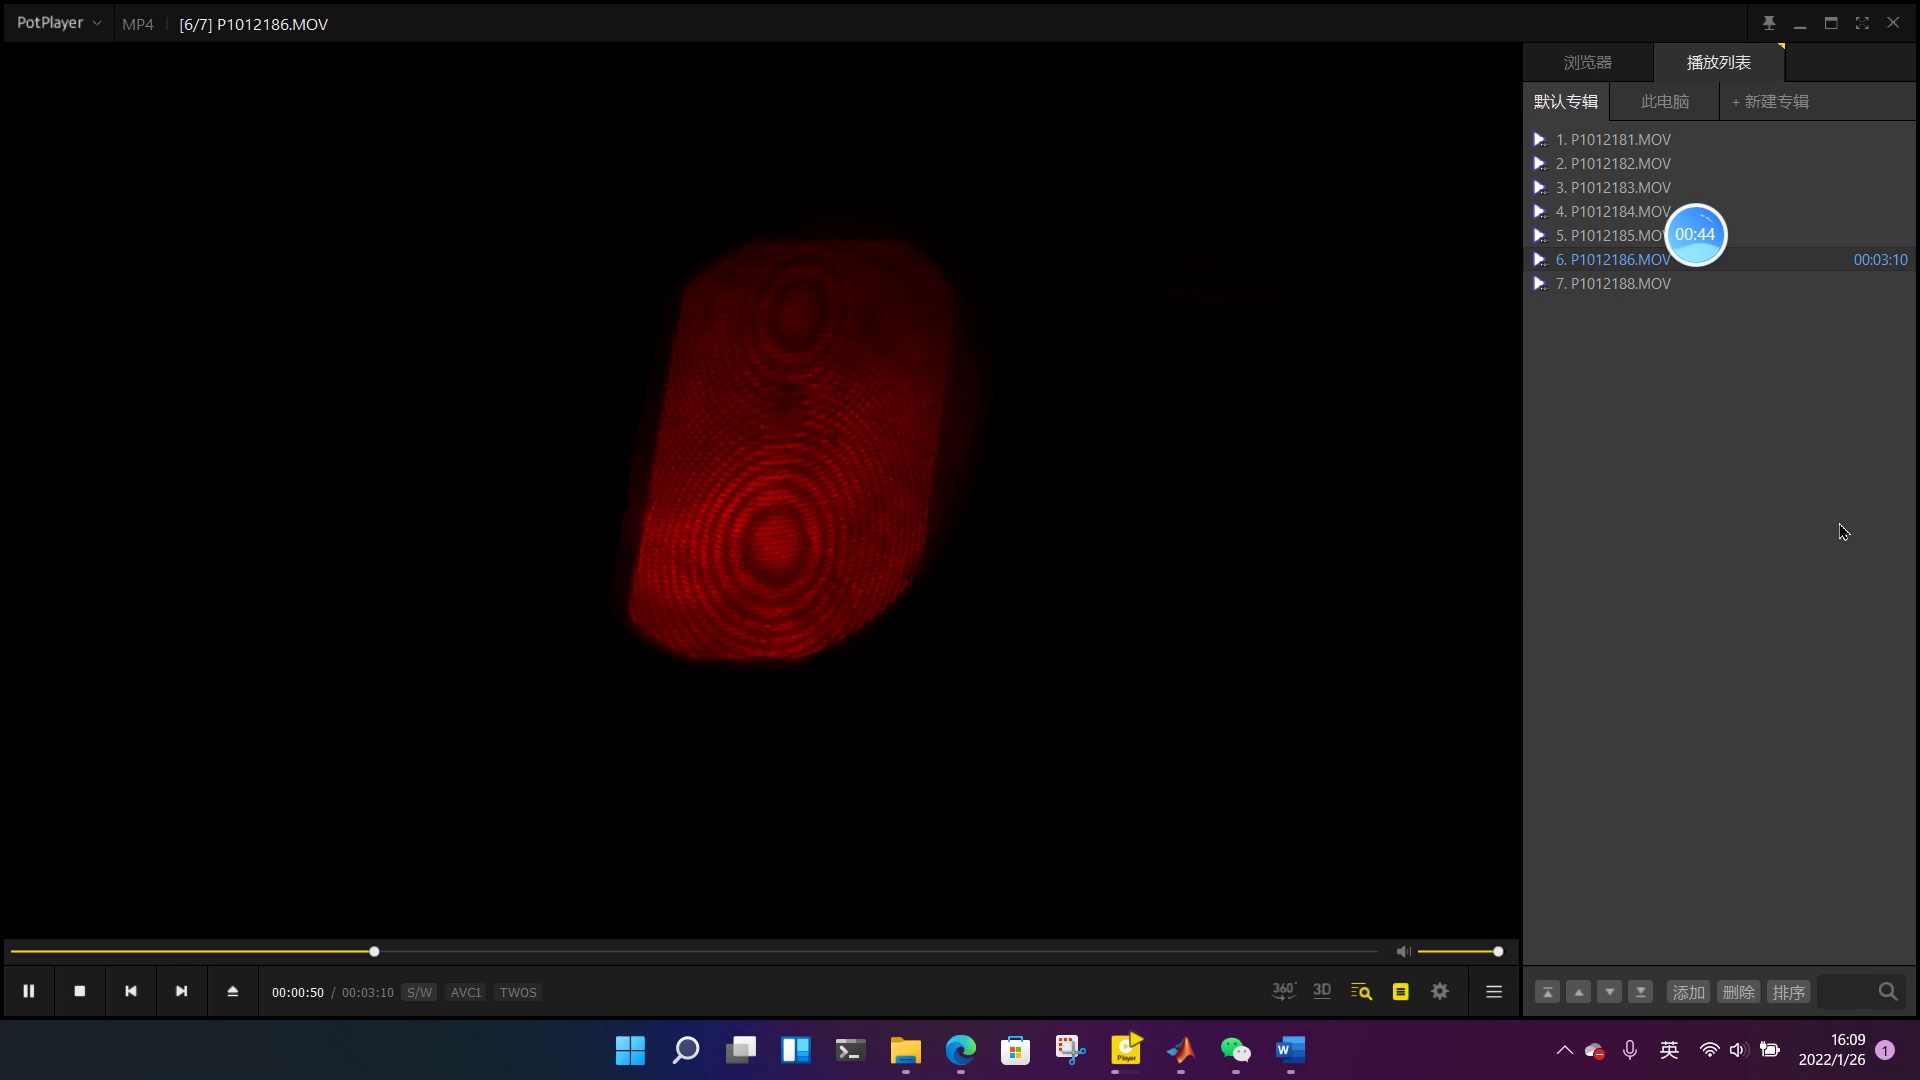 PotPlayer
MP4
[6/7] P1012186.MOV
浏览器
播放列表
默认专辑
此电脑
+ 新建专辑
1. P1012181.MOV
2. P1012182.MOV
3. P1012183.MOV
4. P1012184.MOV
5. P1012185.MOV
00:44
6. P1012186.MOV 00:03:10
7. P1012188.MOV
00:00:50 / 00:03:10 S/W AVC1 TWOS
360°
3D
添加
删除
排序
Player
W
英
16:09
2022/1/26
1